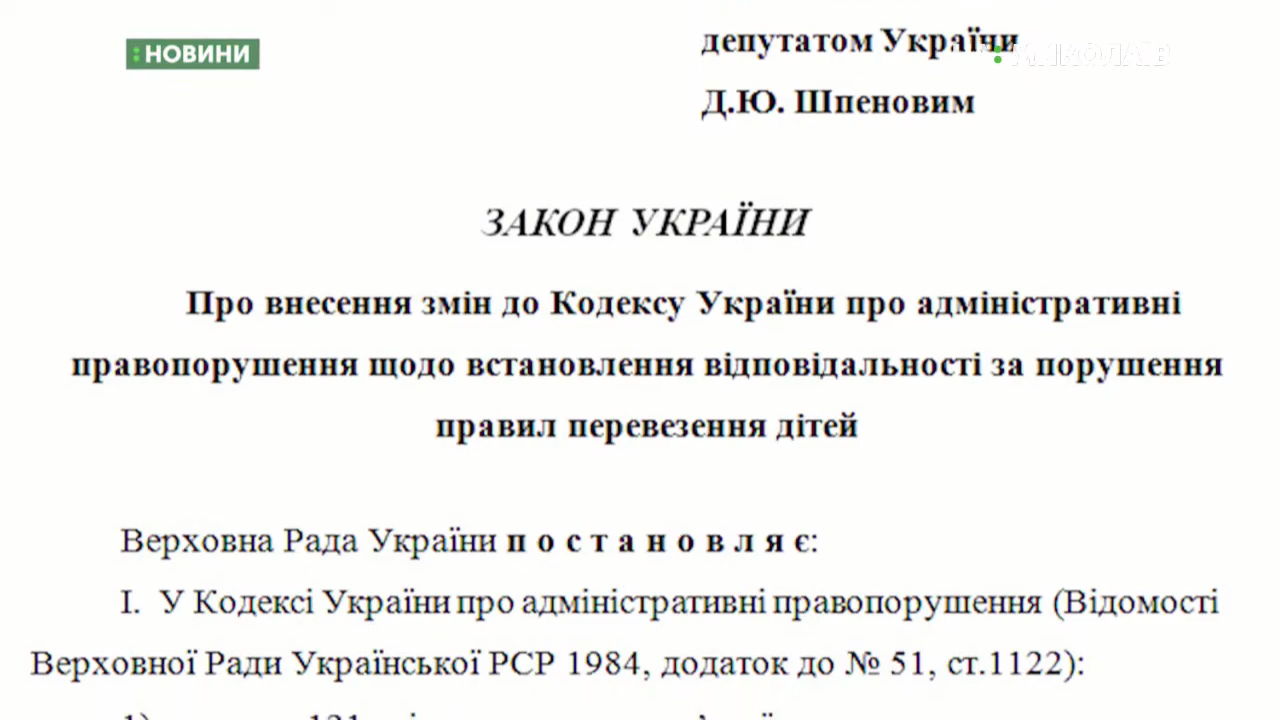 :НОВИНИ
депутатом України
Д.Ю. Шпеновим
ЗАКОН УКРАЇНИ
Про внесення змін до Кодексу України про адміністративні
правопорушення щодо встановлення відповідальності за порушення
правил перевезення дітей
Верховна Рада України п о с т а н о в л я є:
І. У Кодексі України про адміністративні правопорушення (Відомості
Верховної Ради Української РСР 1984, додаток до № 51, ст.1122):